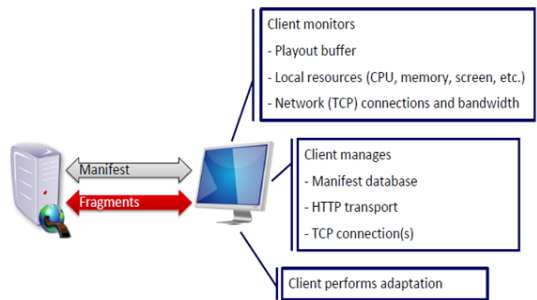 Client monitors
- Playout buffer
- Local resources (CPU, memory, screen, etc.)
- Network (TCP) connections and bandwidth
Manifest
Fragments
Client manages
- Manifest database
- HTTP transport
- TCP connection(s)
Client performs adaptation